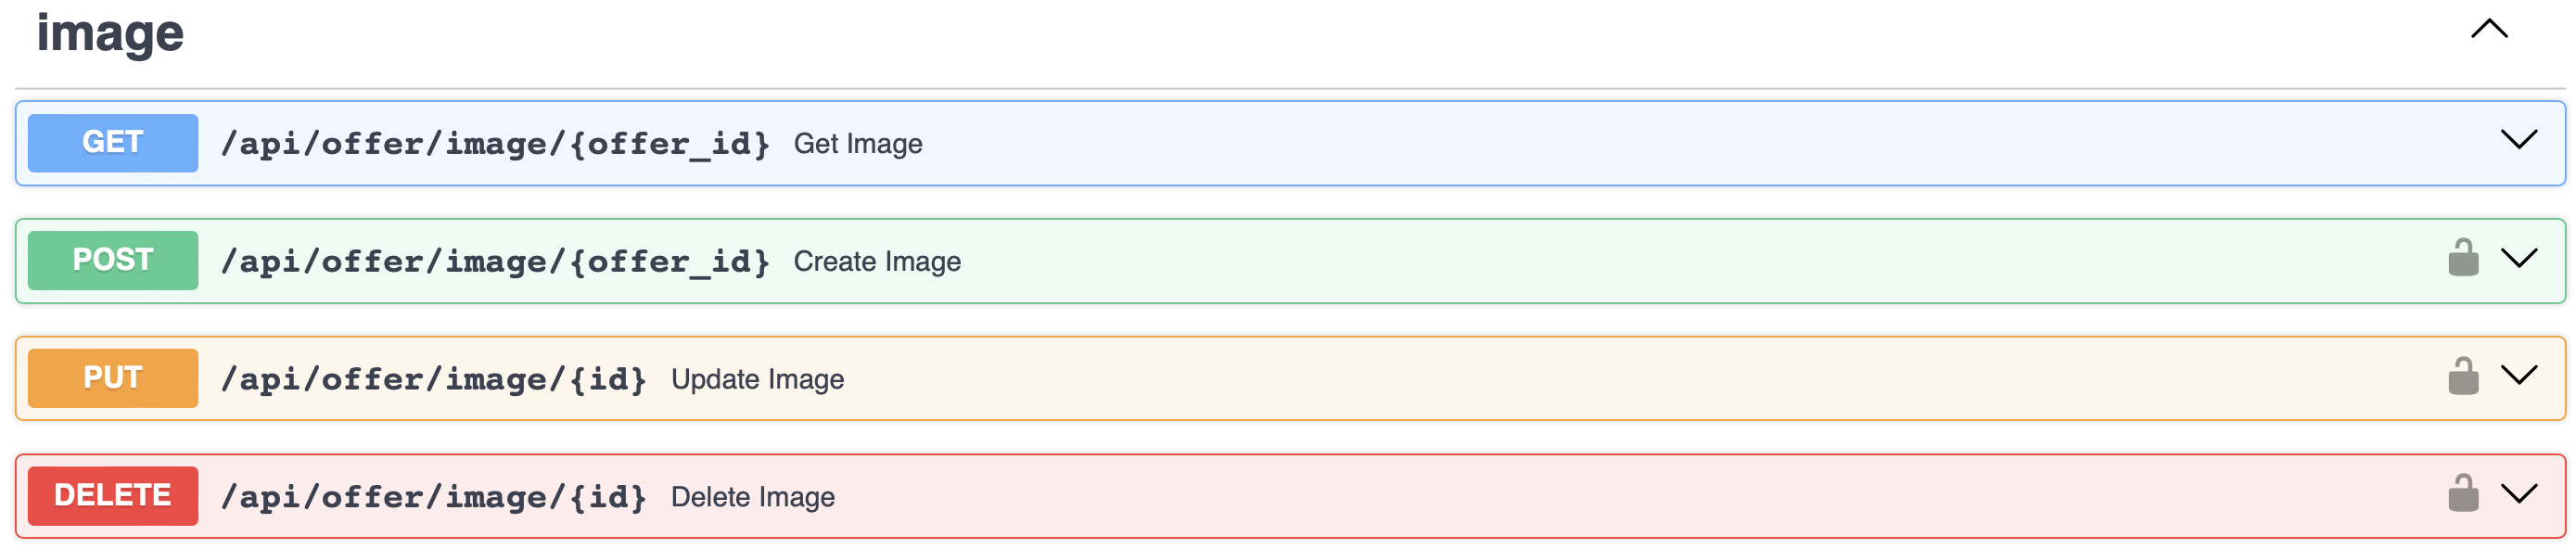 image
GET /api/offer/image/{offer_id} Get Image
POST /api/offer/image/{offer_id} Create Image
PUT /api/offer/image/{id} Update Image
DELETE /api/offer/image/{id} Delete Image